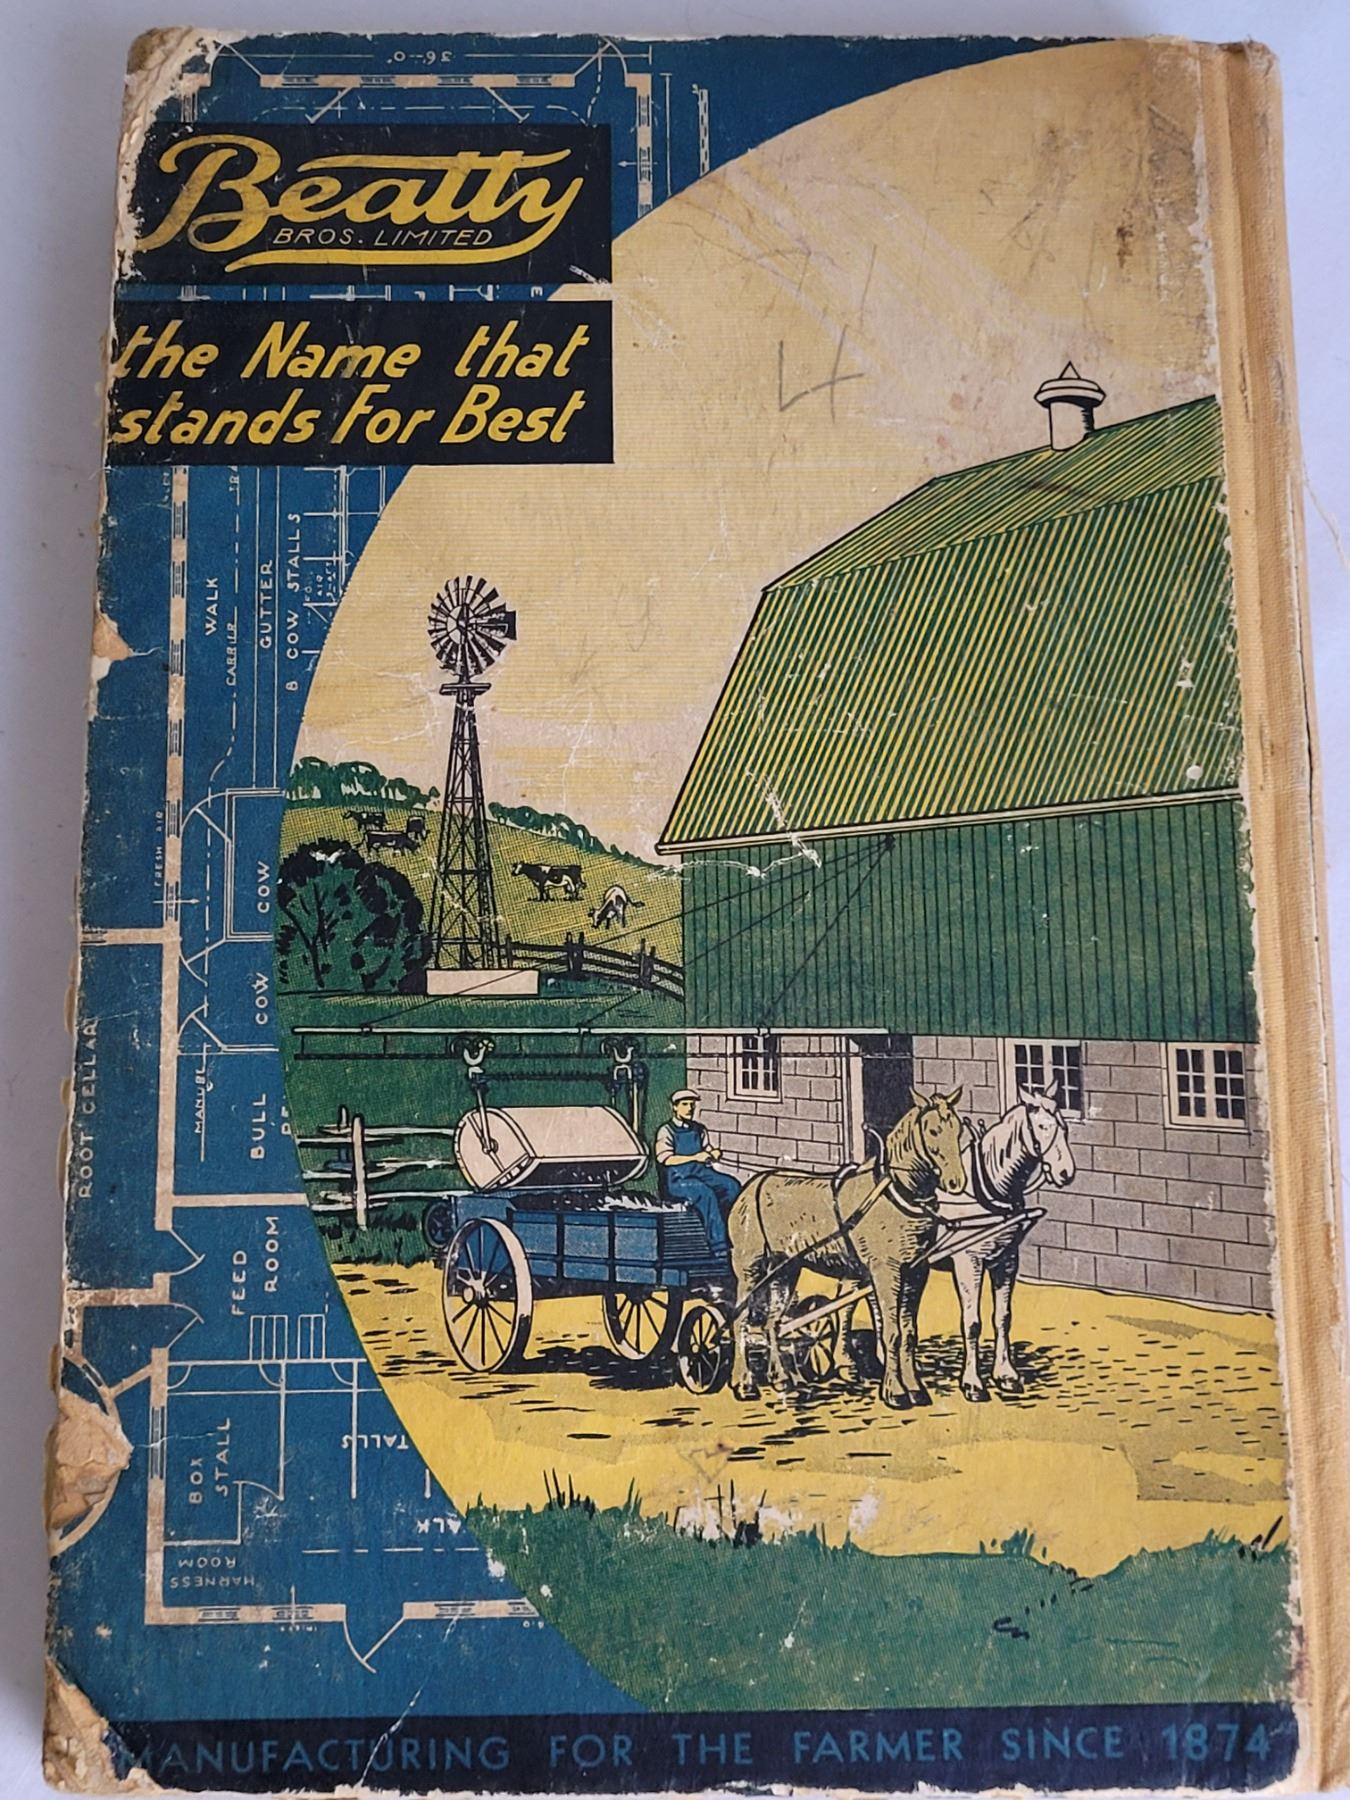 36'-0"
Beatty
BROS. LIMITED
the Name that
stands For Best
WALK
CARRIER
GUTTER
8 COW STALLS
FRESH AIR
COW
COW
BULL
ROOT CELLAR
FEED
ROOM
BOX
STALL
HARNESS
ROOM
MANUFACTURING FOR THE FARMER SINCE 1874
4